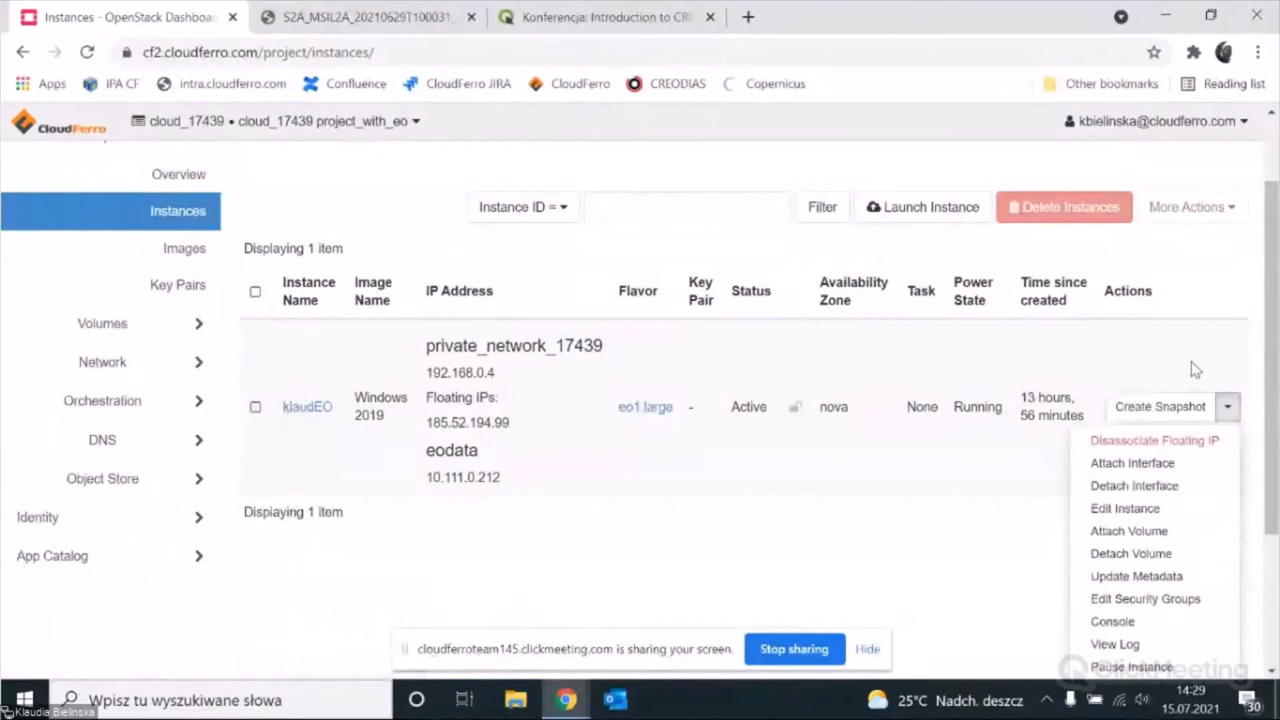 Instances - OpenStack Dashboar
S2A_MSIL2A_20210629T100031_
Konferencja: Introduction to CRE
cf2.cloudferro.com/project/instances/
Apps
IPA CF
intra.cloudferro.com
Confluence
CloudFerro JIRA
CloudFerro
CREODIAS
Copernicus
Other bookmarks
Reading list
CloudFerro
cloud_17439 • cloud_17439 project_with_eo
kbielinska@cloudferro.com
Overview
Instances
Images
Key Pairs
Volumes
Network
Orchestration
DNS
Object Store
Identity
App Catalog
Instance ID =
Filter
Launch Instance
Delete Instances
More Actions
Displaying 1 item
Instance Name
Image Name
IP Address
Flavor
Key Pair
Status
Availability Zone
Task
Power State
Time since created
Actions
klaudEO
Windows 2019
private_network_17439
192.168.0.4
Floating IPs:
185.52.194.99
eodata
10.111.0.212
eo1.large
-
Active
nova
None
Running
13 hours, 56 minutes
Create Snapshot
Displaying 1 item
Disassociate Floating IP
Attach Interface
Detach Interface
Edit Instance
Attach Volume
Detach Volume
Update Metadata
Edit Security Groups
Console
View Log
Pause Instance
ClickMeeting
cloudferroteam145.clickmeeting.com is sharing your screen.
Stop sharing
Hide
Wpisz tu wyszukiwane słowa
Klaudia Bielinska
25°C Nadch. deszcz
14:29
15.07.2021
30